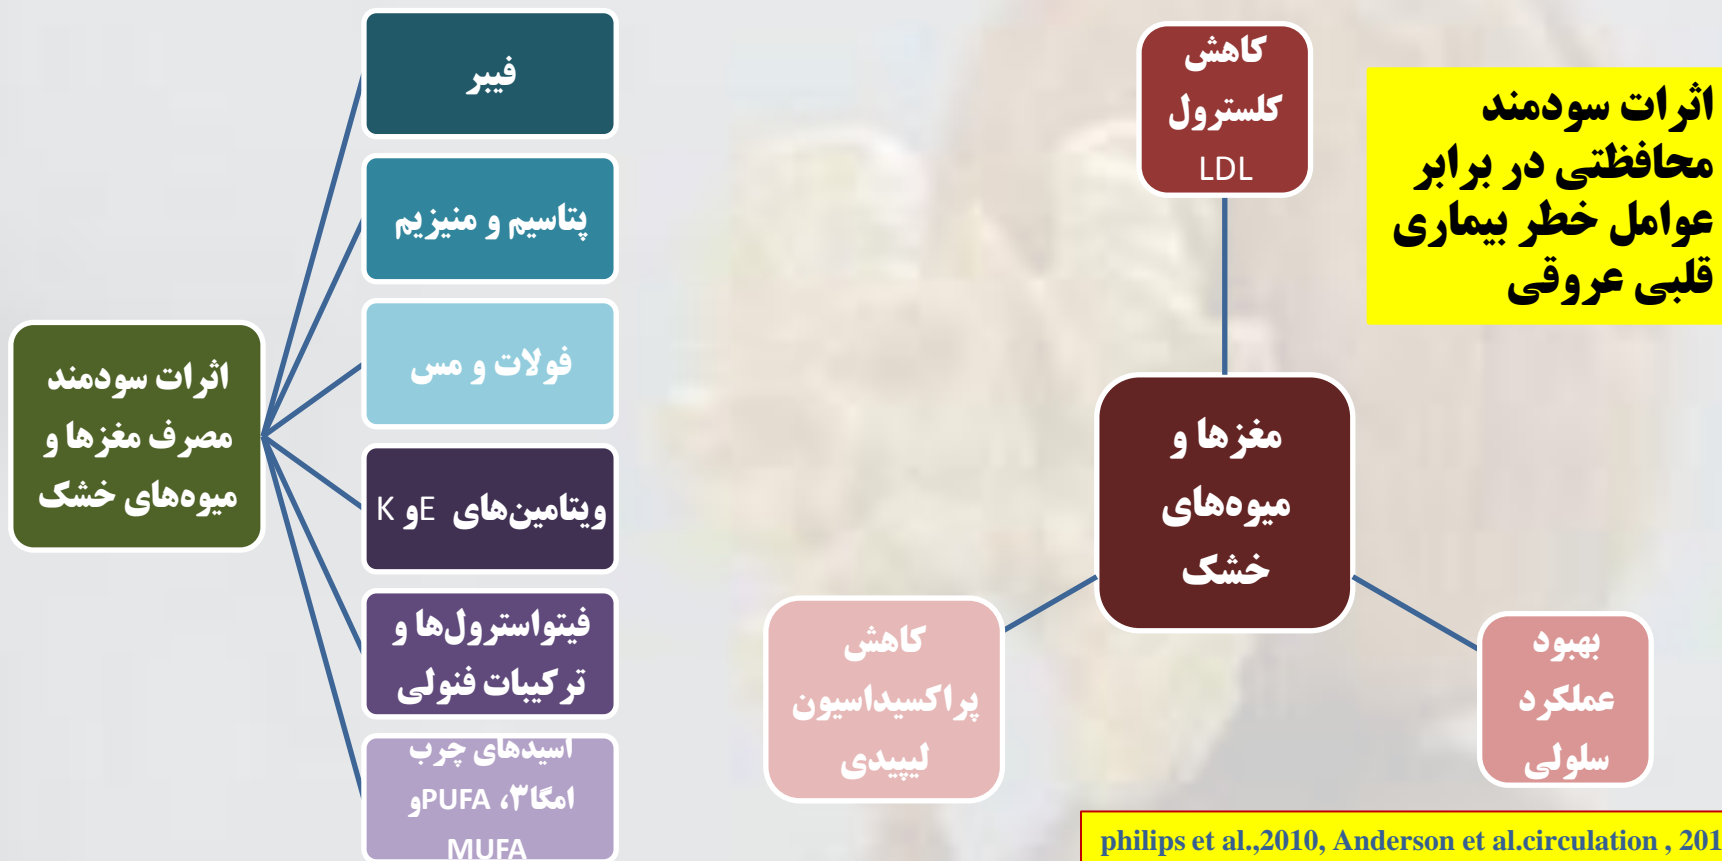 اثرات سودمند
محافظتی در برابر
عوامل خطر بیماری
قلبی عروقی
کاهش
کلسترول
LDL
مغزها و
میوه‌های
خشک
بهبود
عملکرد
سلولی
کاهش
پراکسیداسیون
لیپیدی
اثرات سودمند
مصرف مغزها و
میوه‌های خشک
فیبر
پتاسیم و منیزیم
فولات و مس
ویتامین‌های E و K
فیتواسترول‌ها و
ترکیبات فنولی
اسیدهای چرب
امگا۳، PUFA و
MUFA
philips et al.,2010, Anderson et al.circulation , 201